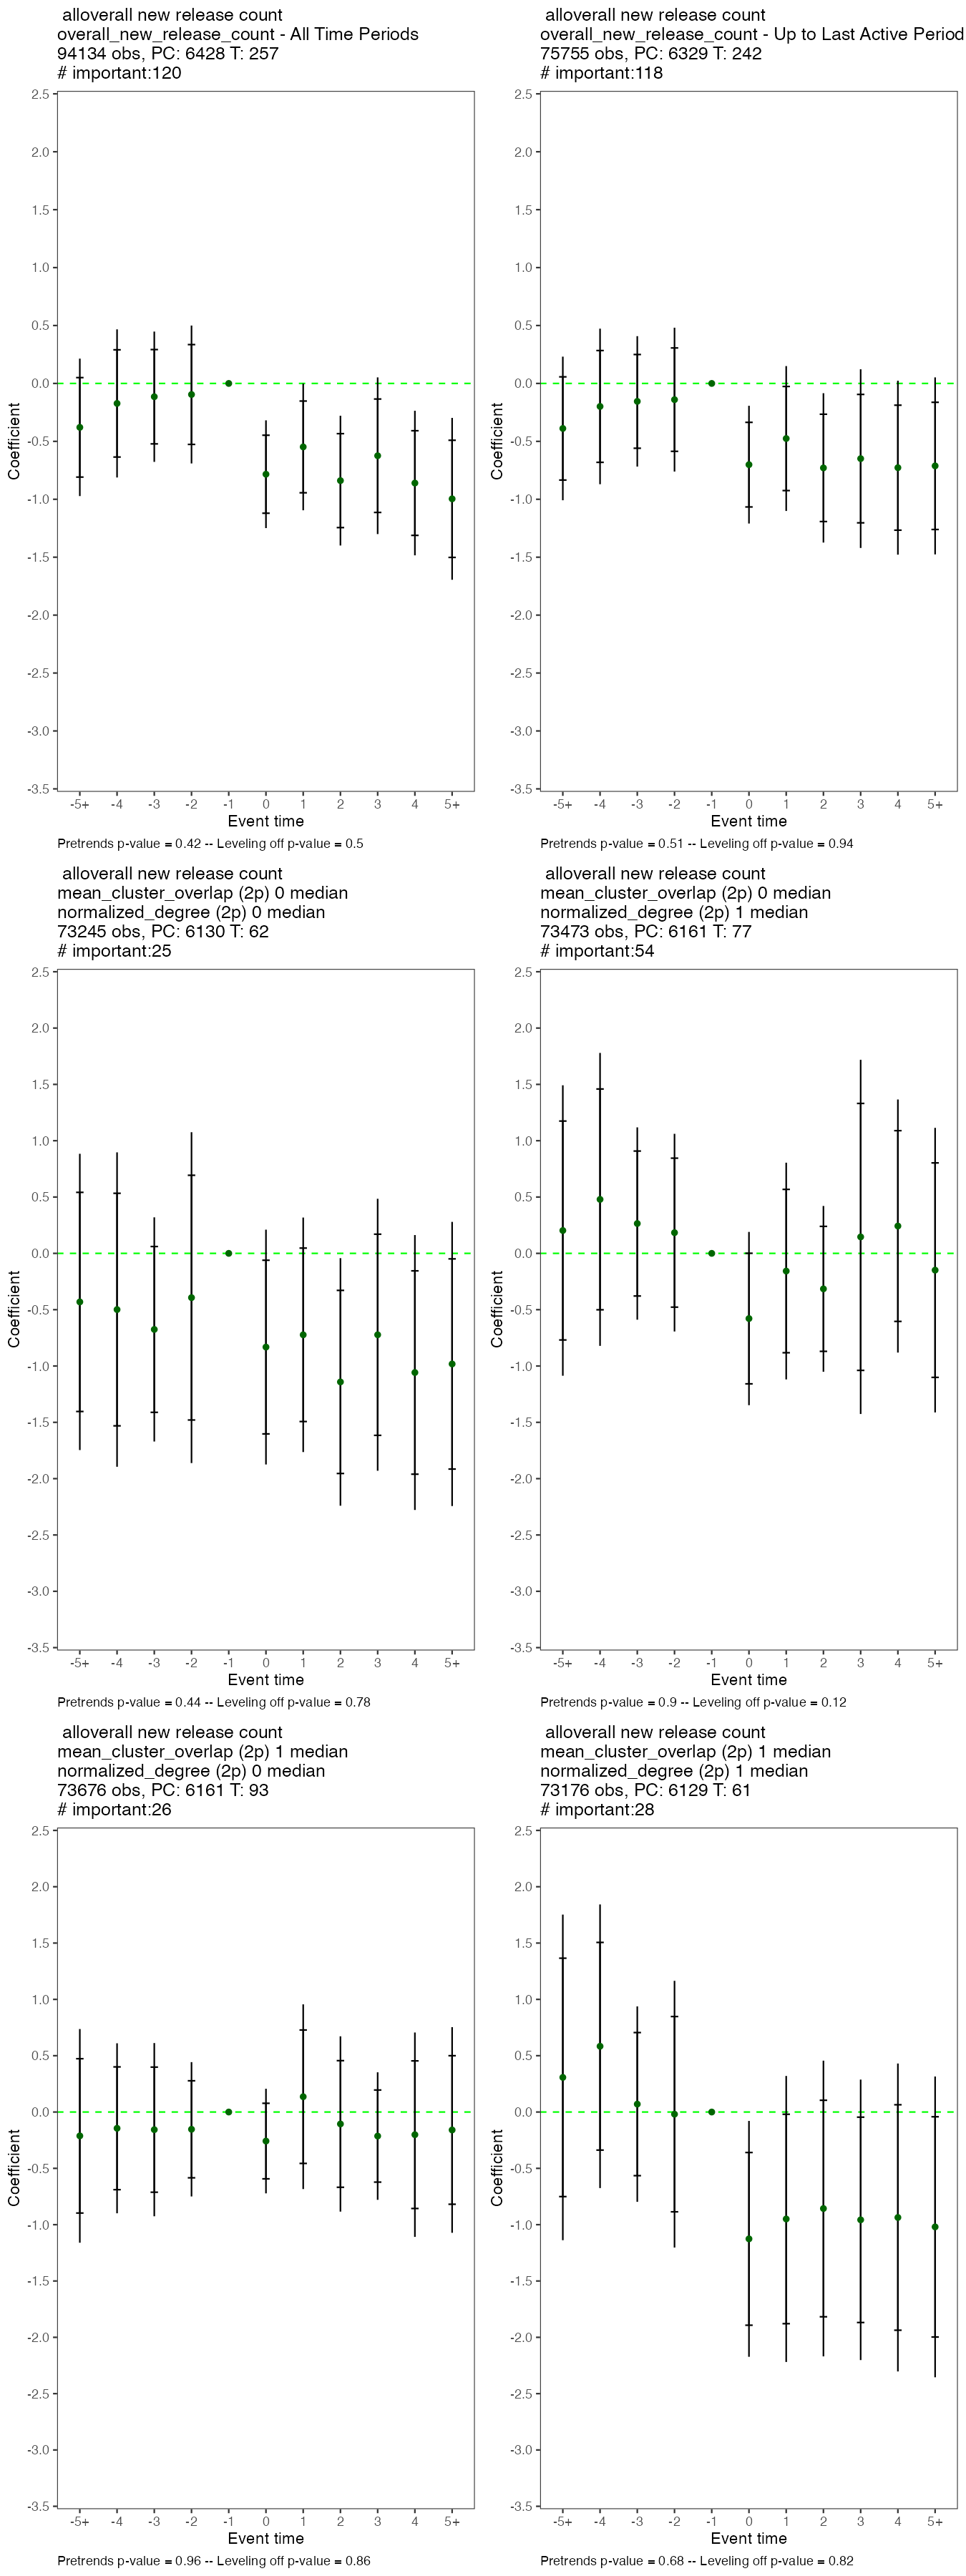 alloverall new release count
overall_new_release_count - All Time Periods
94134 obs, PC: 6428 T: 257
# important:120
2.5
2.0
1.5
1.0
0.5
0.0
-0.5
-1.0
-1.5
-2.0
-2.5
-3.0
-3.5
Coefficient
-5+ -4 -3 -2 -1 0 1 2 3 4 5+
Event time
Pretrends p-value = 0.42 -- Leveling off p-value = 0.5
alloverall new release count
overall_new_release_count - Up to Last Active Period
75755 obs, PC: 6329 T: 242
# important:118
2.5
2.0
1.5
1.0
0.5
0.0
-0.5
-1.0
-1.5
-2.0
-2.5
-3.0
-3.5
Coefficient
-5+ -4 -3 -2 -1 0 1 2 3 4 5+
Event time
Pretrends p-value = 0.51 -- Leveling off p-value = 0.94
alloverall new release count
mean_cluster_overlap (2p) 0 median
normalized_degree (2p) 0 median
73245 obs, PC: 6130 T: 62
# important:25
2.5
2.0
1.5
1.0
0.5
0.0
-0.5
-1.0
-1.5
-2.0
-2.5
-3.0
-3.5
Coefficient
-5+ -4 -3 -2 -1 0 1 2 3 4 5+
Event time
Pretrends p-value = 0.44 -- Leveling off p-value = 0.78
alloverall new release count
mean_cluster_overlap (2p) 0 median
normalized_degree (2p) 1 median
73473 obs, PC: 6161 T: 77
# important:54
2.5
2.0
1.5
1.0
0.5
0.0
-0.5
-1.0
-1.5
-2.0
-2.5
-3.0
-3.5
Coefficient
-5+ -4 -3 -2 -1 0 1 2 3 4 5+
Event time
Pretrends p-value = 0.9 -- Leveling off p-value = 0.12
alloverall new release count
mean_cluster_overlap (2p) 1 median
normalized_degree (2p) 0 median
73676 obs, PC: 6161 T: 93
# important:26
2.5
2.0
1.5
1.0
0.5
0.0
-0.5
-1.0
-1.5
-2.0
-2.5
-3.0
-3.5
Coefficient
-5+ -4 -3 -2 -1 0 1 2 3 4 5+
Event time
Pretrends p-value = 0.96 -- Leveling off p-value = 0.86
alloverall new release count
mean_cluster_overlap (2p) 1 median
normalized_degree (2p) 1 median
73176 obs, PC: 6129 T: 61
# important:28
2.5
2.0
1.5
1.0
0.5
0.0
-0.5
-1.0
-1.5
-2.0
-2.5
-3.0
-3.5
Coefficient
-5+ -4 -3 -2 -1 0 1 2 3 4 5+
Event time
Pretrends p-value = 0.68 -- Leveling off p-value = 0.82